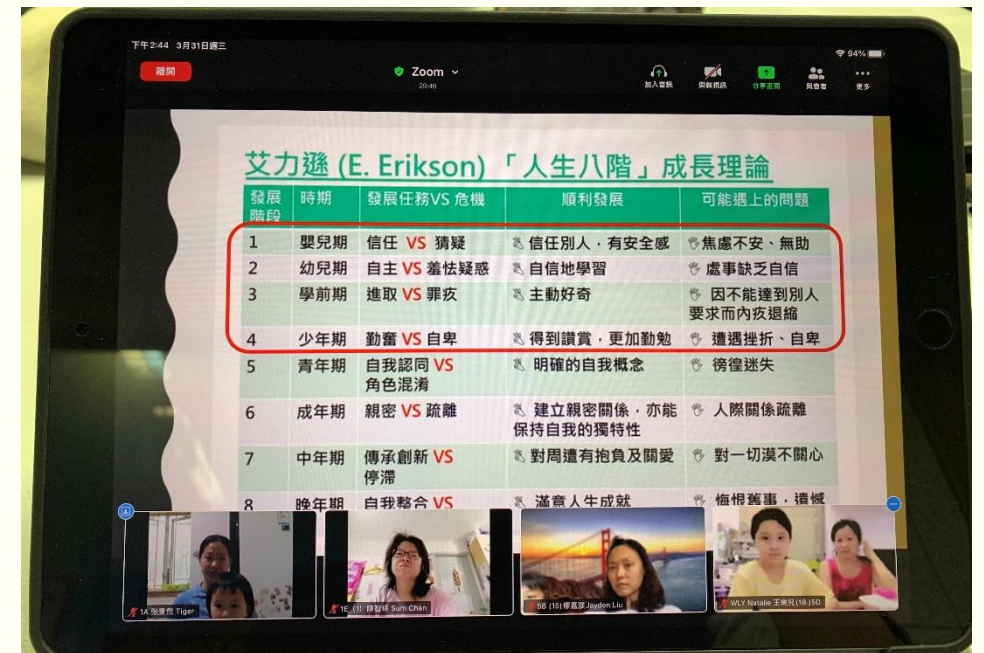 下午2:44 3月31日週三
94%
離開
Zoom
29:49
加入音訊
開啟視訊
分享畫面
與會者
更多
艾力遜 (E. Erikson)「人生八階」成長理論
發展階段 時期 發展任務VS 危機 順利發展 可能遇上的問題
1 嬰兒期 信任 VS 猜疑 信任別人，有安全感 焦慮不安、無助
2 幼兒期 自主 VS 羞怯疑惑 自信地學習 處事缺乏自信
3 學前期 進取 VS 罪疚 主動好奇 因不能達到別人
要求而內疚退縮
4 少年期 勤奮 VS 自卑 得到讚賞，更加勤勉 遭遇挫折、自卑
5 青年期 自我認同 VS 明確的自我概念 徬徨迷失
角色混淆
6 成年期 親密 VS 疏離 建立親密關係，亦能 人際關係疏離
保持自我的獨特性
7 中年期 傳承創新 VS 對周遭有抱負及關愛 對一切漠不關心
停滯
8 晚年期 自我整合 VS 滿意人生成就 悔恨舊事，遺憾
1A Tiger
1E (1) Sum Chan
5B (15) Jayden Liu
WLY Natalie (18)5D